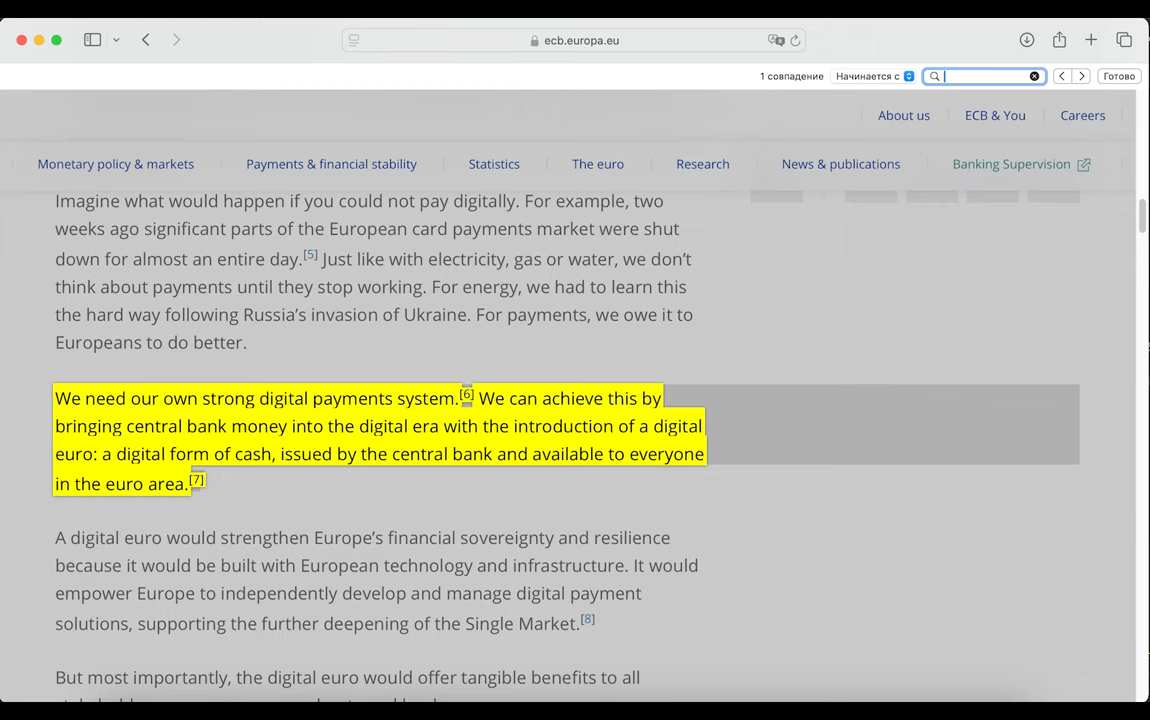 ecb.europa.eu
1 совпадение Начинается с Готово
About us ECB & You Careers
Monetary policy & markets Payments & financial stability Statistics The euro Research News & publications Banking Supervision
Imagine what would happen if you could not pay digitally. For example, two
weeks ago significant parts of the European card payments market were shut
down for almost an entire day.[5] Just like with electricity, gas or water, we don’t
think about payments until they stop working. For energy, we had to learn this
the hard way following Russia’s invasion of Ukraine. For payments, we owe it to
Europeans to do better.
We need our own strong digital payments system.[6] We can achieve this by
bringing central bank money into the digital era with the introduction of a digital
euro: a digital form of cash, issued by the central bank and available to everyone
in the euro area.[7]
A digital euro would strengthen Europe’s financial sovereignty and resilience
because it would be built with European technology and infrastructure. It would
empower Europe to independently develop and manage digital payment
solutions, supporting the further deepening of the Single Market.[8]
But most importantly, the digital euro would offer tangible benefits to all